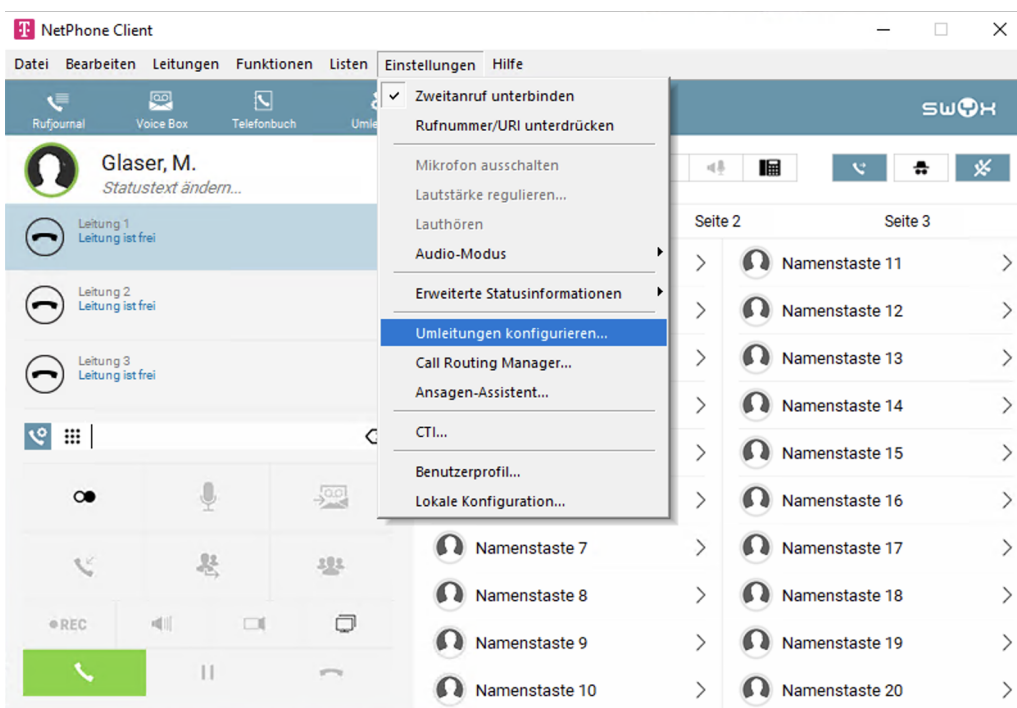 NetPhone Client
Datei Bearbeiten Leitungen Funktionen Listen Einstellungen Hilfe
Rufjournal Voice Box Telefonbuch Umle
swyx
Glaser, M.
Statustext ändern...
Leitung 1
Leitung ist frei
Leitung 2
Leitung ist frei
Leitung 3
Leitung ist frei
REC
Zweitanruf unterbinden
Rufnummer/URI unterdrücken
Mikrofon ausschalten
Lautstärke regulieren...
Lauthören
Audio-Modus
Erweiterte Statusinformationen
Umleitungen konfigurieren...
Call Routing Manager...
Ansagen-Assistent...
CTI...
Benutzerprofil...
Lokale Konfiguration...
Seite 2 Seite 3
Namenstaste 11
Namenstaste 12
Namenstaste 13
Namenstaste 14
Namenstaste 15
Namenstaste 16
Namenstaste 7 Namenstaste 17
Namenstaste 8 Namenstaste 18
Namenstaste 9 Namenstaste 19
Namenstaste 10 Namenstaste 20